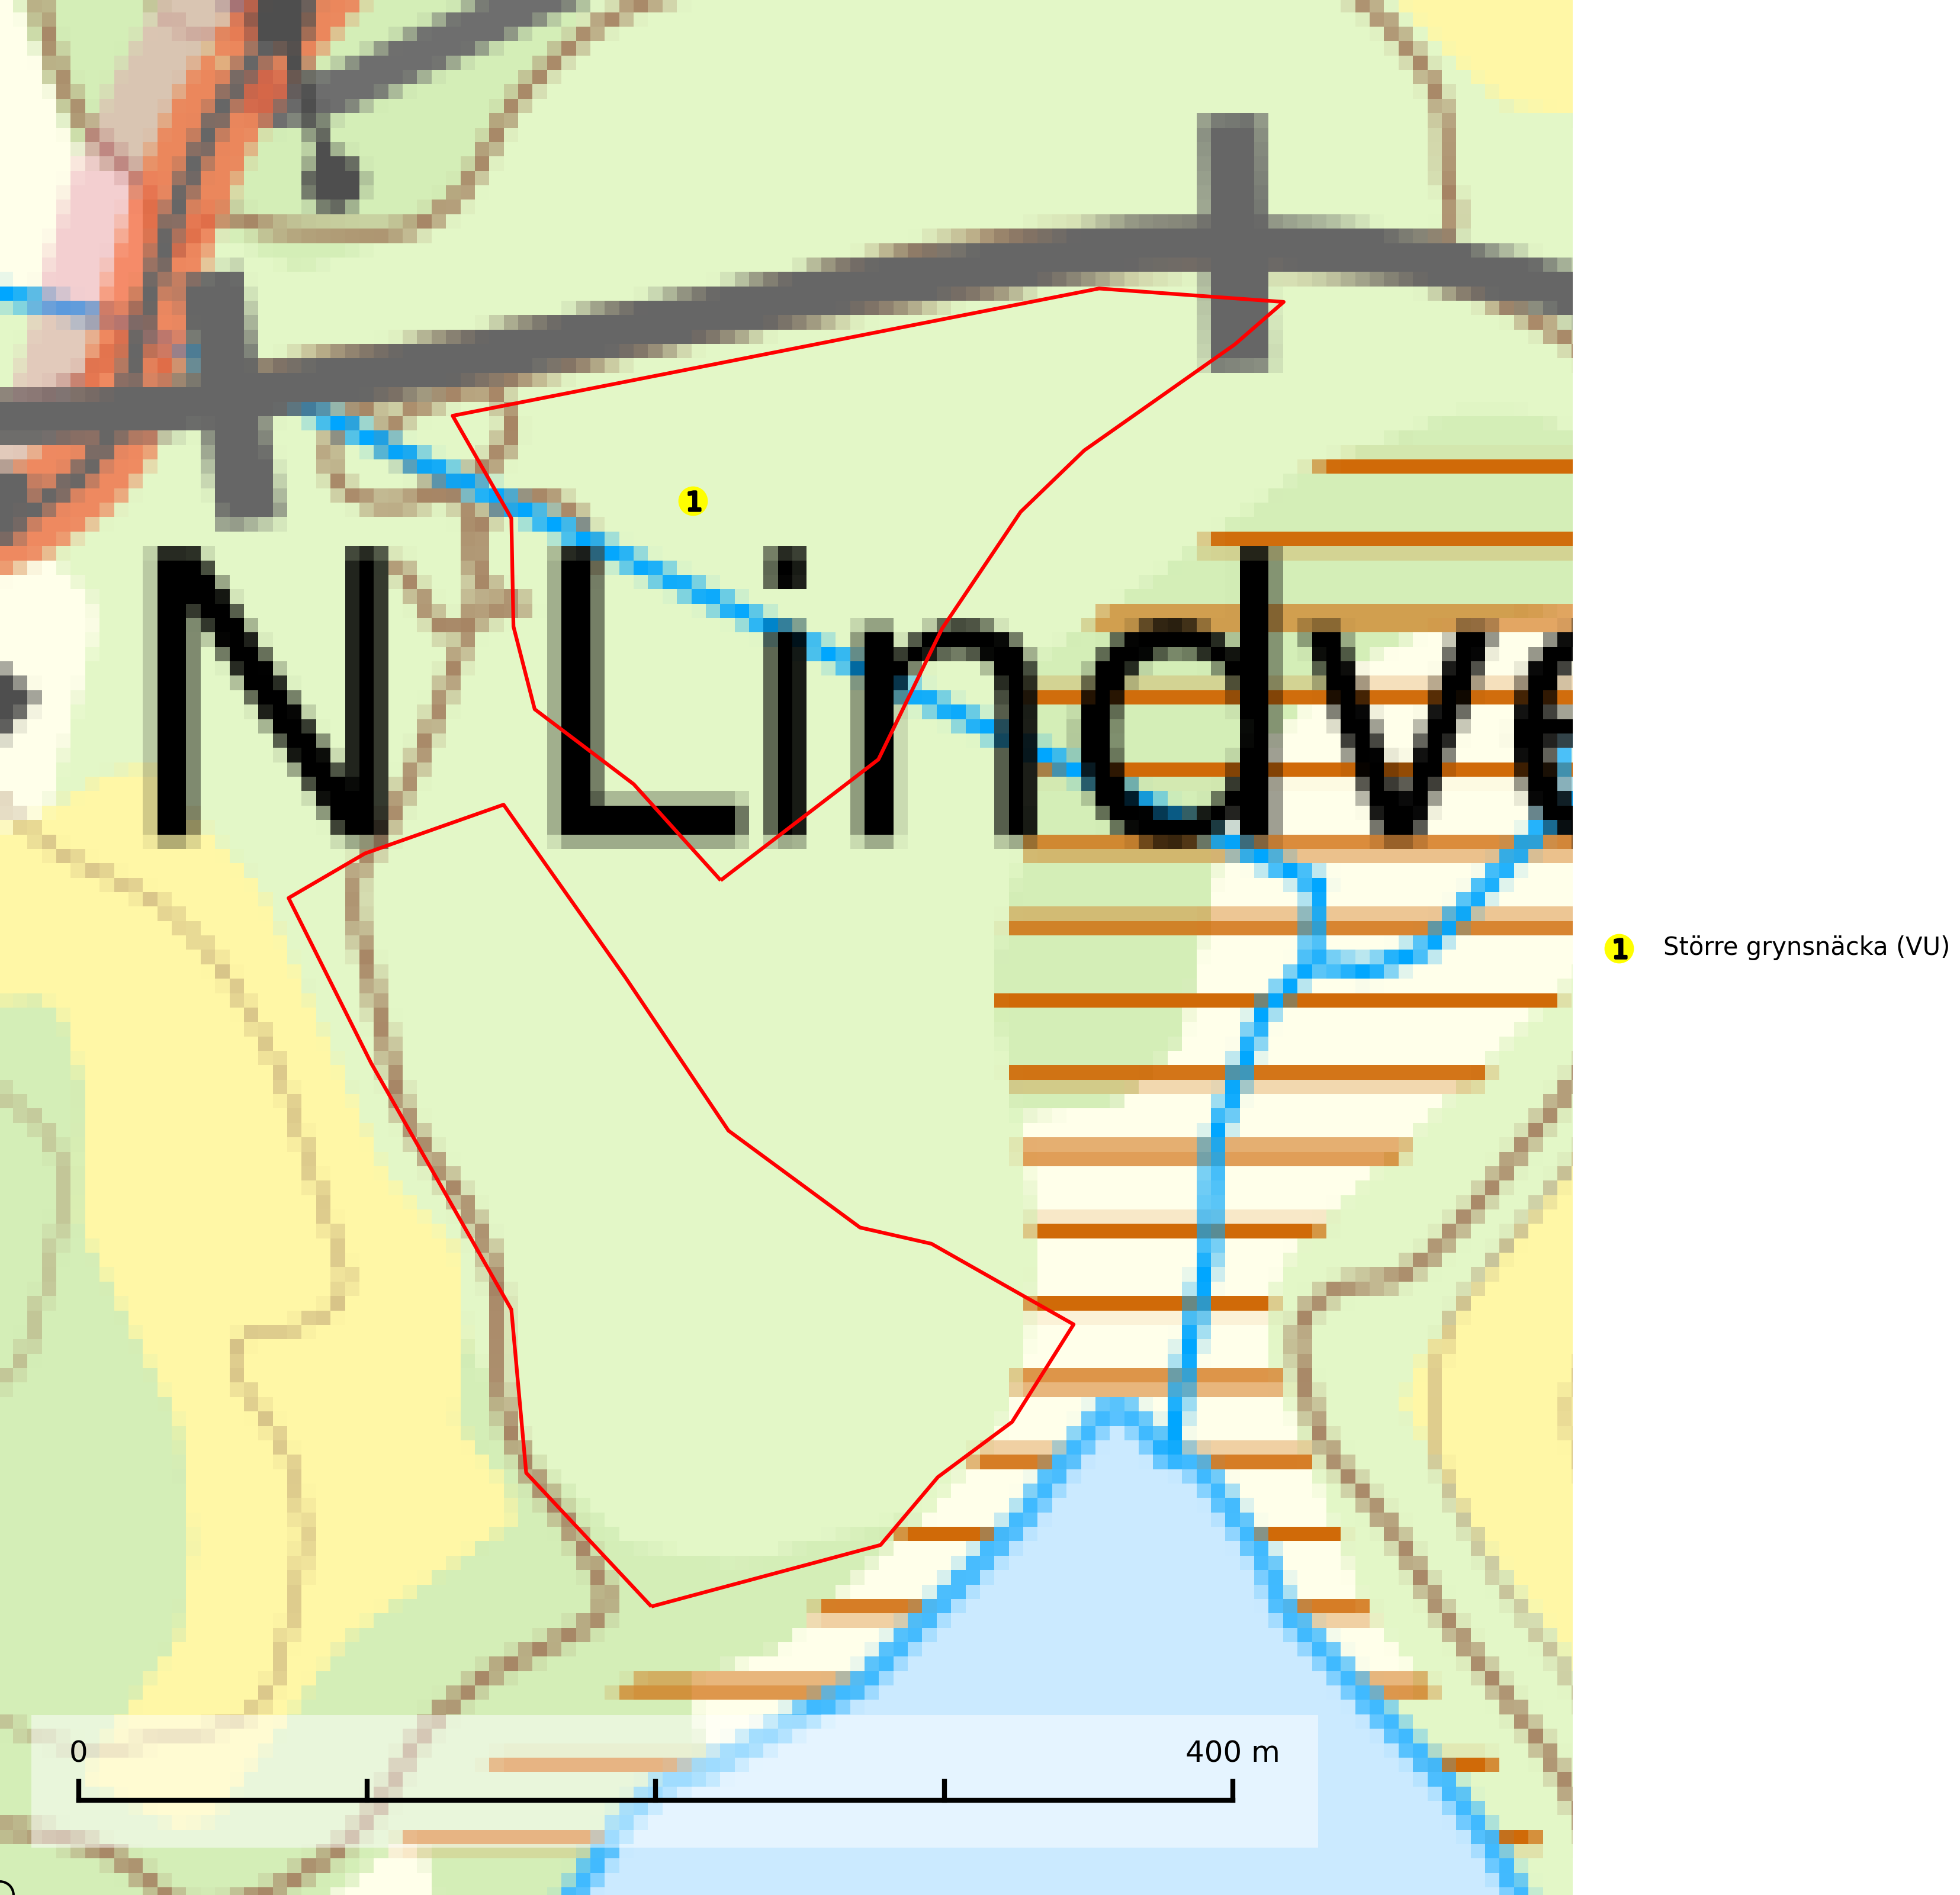 N Lindve
1
1 Större grynsnäcka (VU)
0 400 m